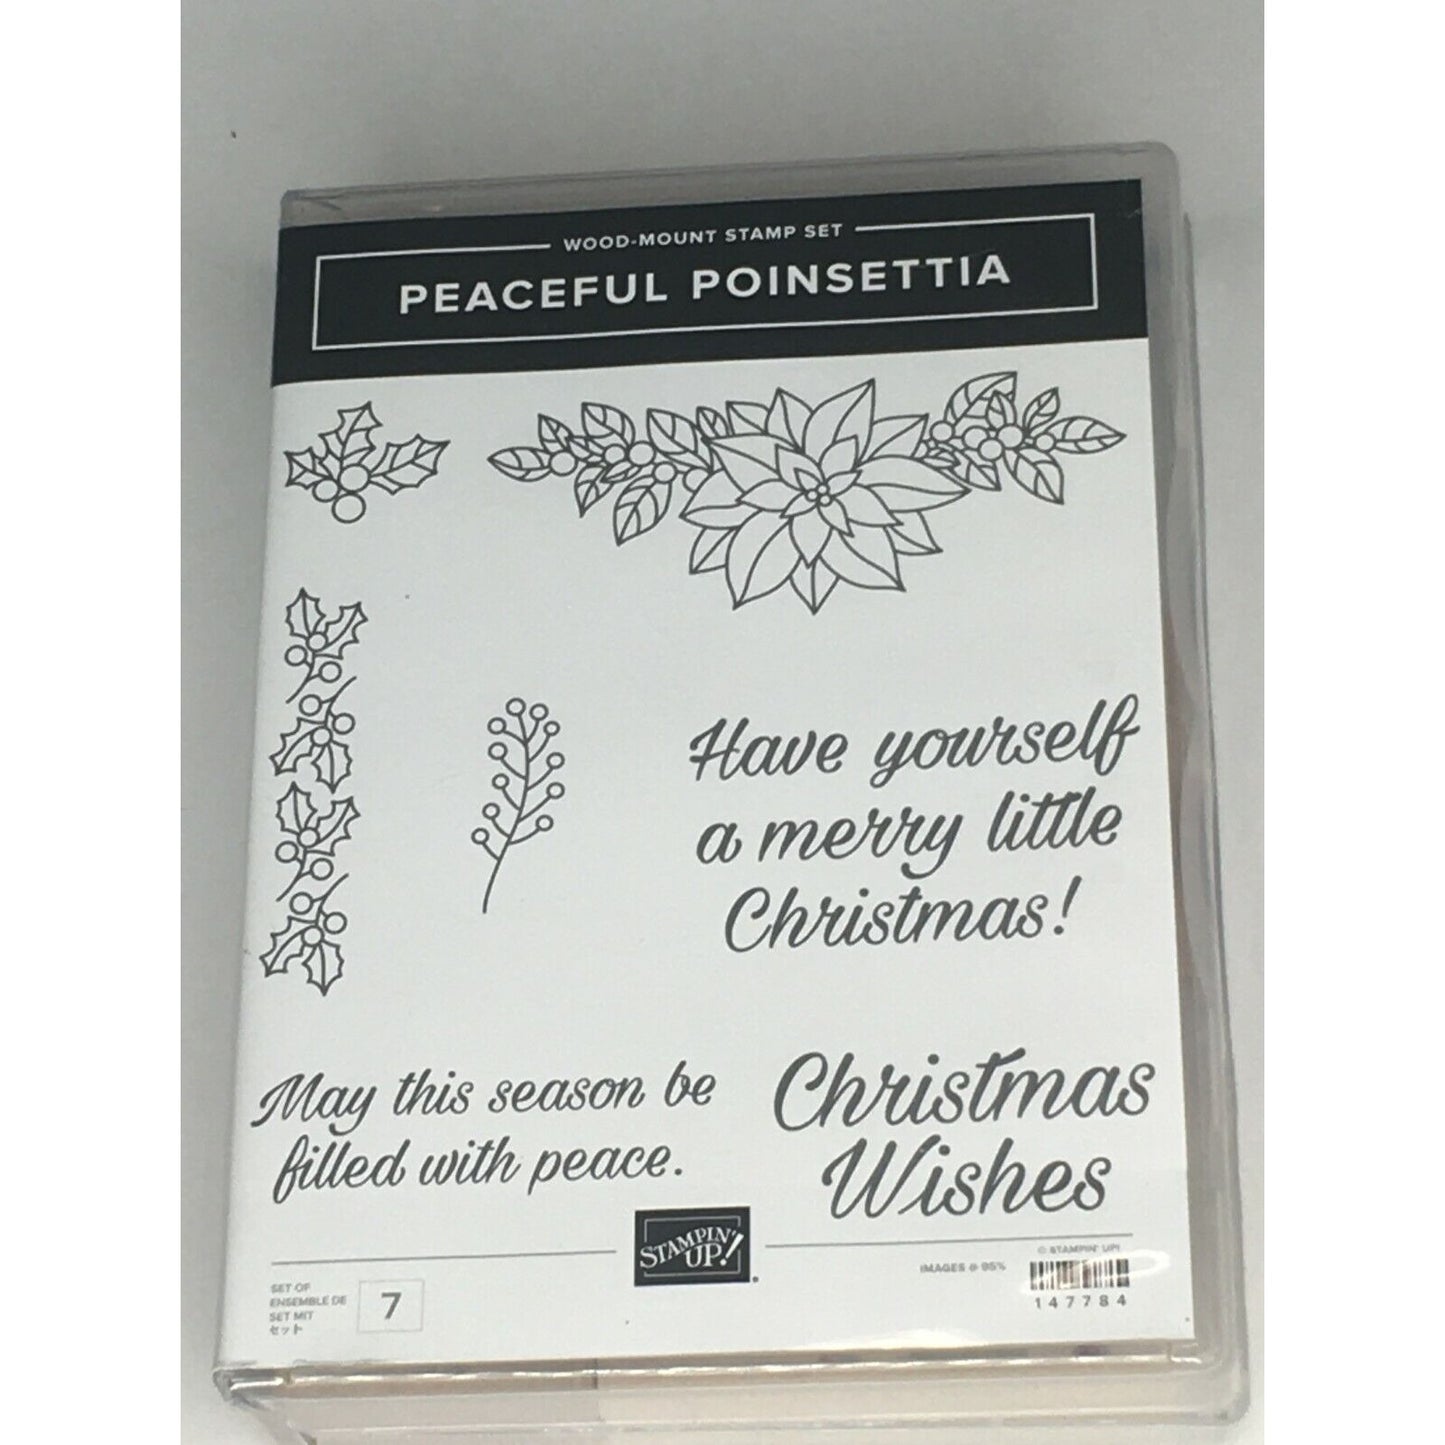 WOOD-MOUNT STAMP SET
PEACEFUL POINSETTIA
Have yourself
a merry little
Christmas!
May this season be
filled with peace.
Christmas
Wishes
STAMPIN'
UP!
SET OF
ENSEMBLE DE
SET MIT
セット
7
IMAGES @ 95%
© STAMPIN' UP!
147784